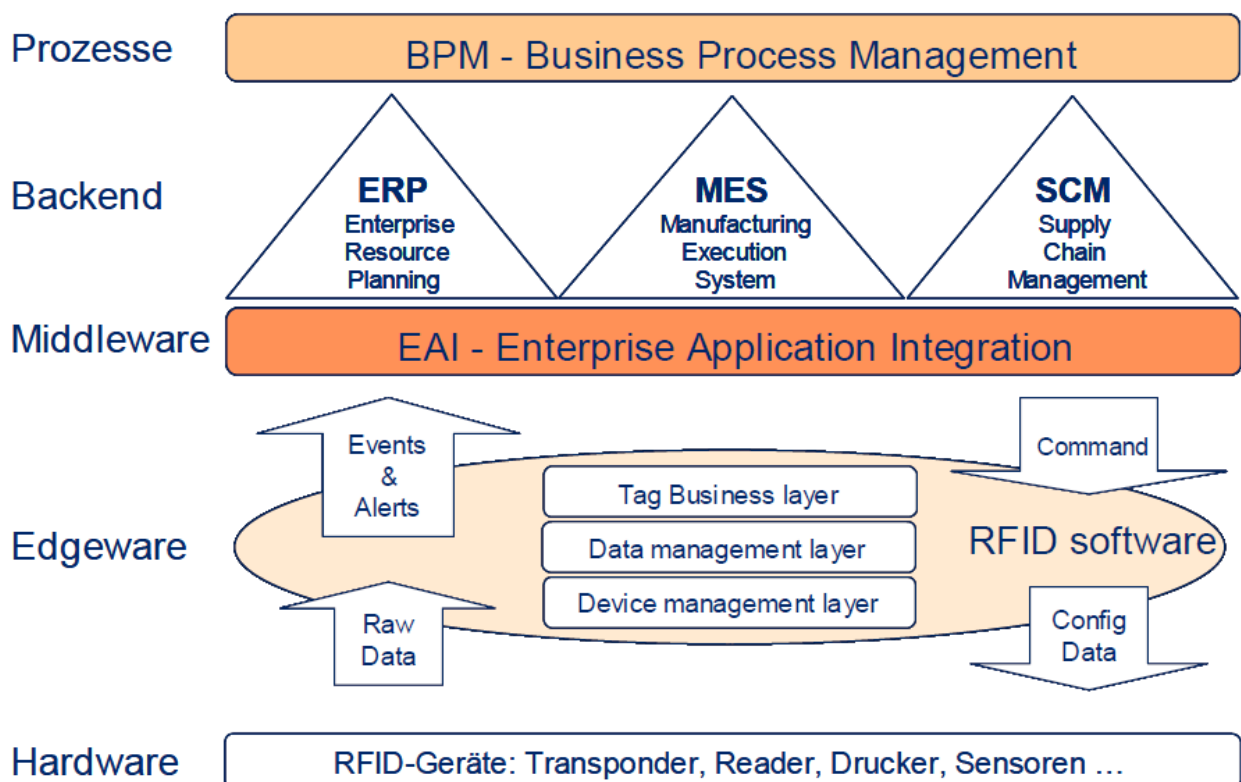 Prozesse
BPM - Business Process Management
Backend
ERP
Enterprise
Resource
Planning
MES
Manufacturing
Execution
System
SCM
Supply
Chain
Management
Middleware
EAI - Enterprise Application Integration
Events
&
Alerts
Command
Edgeware
Tag Business layer
Data management layer
Device management layer
RFID software
Raw
Data
Config
Data
Hardware
RFID-Geräte: Transponder, Reader, Drucker, Sensoren ...